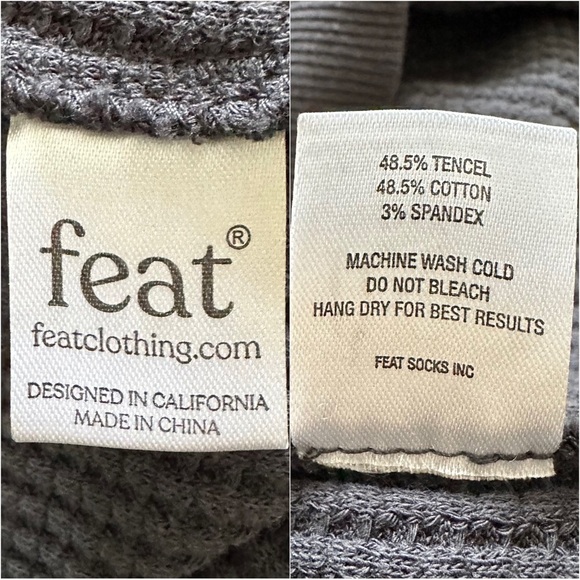 feat®
featclothing.com
DESIGNED IN CALIFORNIA
MADE IN CHINA
48.5% TENCEL
48.5% COTTON
3% SPANDEX
MACHINE WASH COLD
DO NOT BLEACH
HANG DRY FOR BEST RESULTS
FEAT SOCKS INC